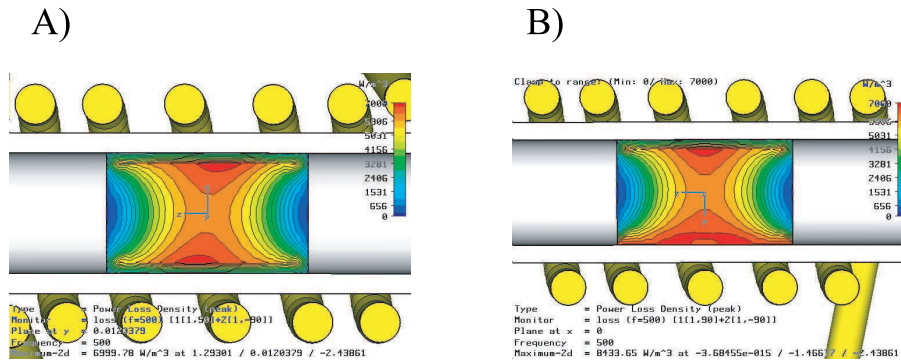 A)
B)
W/m^3
7000
5906
5031
4156
3281
2406
1531
656
0
Type = Power Loss Density (peak)
Monitor = loss (f=500) [1[1,90]+2[1,-90]]
Plane at y = 0.0120379
Frequency = 500
Maximum-2d = 6999.78 W/m^3 at 1.29301 / 0.0120379 / -2.43861
Clamp to range: (Min: 0/ Max: 7000)
W/m^3
7000
5906
5031
4156
3281
2406
1531
656
0
Type = Power Loss Density (peak)
Monitor = loss (f=500) [1[1,90]+2[1,-90]]
Plane at x = 0
Frequency = 500
Maximum-2d = 8433.65 W/m^3 at -3.68455e-015 / -1.46617 / -2.43861